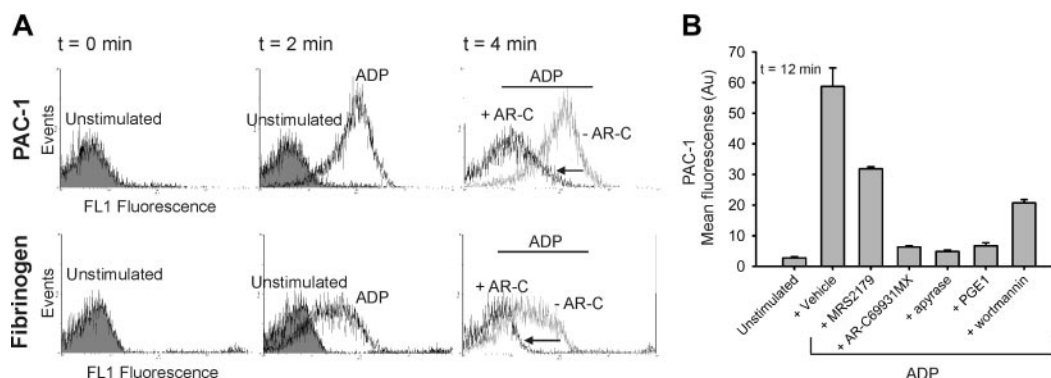 A
t = 0 min
t = 2 min
t = 4 min
PAC-1
Events
Unstimulated
Unstimulated
ADP
ADP
+ AR-C
- AR-C
FL1 Fluorescence
Fibrinogen
Events
Unstimulated
Unstimulated
ADP
ADP
+ AR-C
- AR-C
FL1 Fluorescence
B
t = 12 min
PAC-1
Mean fluorescense (Au)
70
60
50
40
30
20
10
0
Unstimulated
+ Vehicle
+ MRS2179
+ AR-C69931MX
+ apyrase
+ PGE1
+ wortmannin
ADP